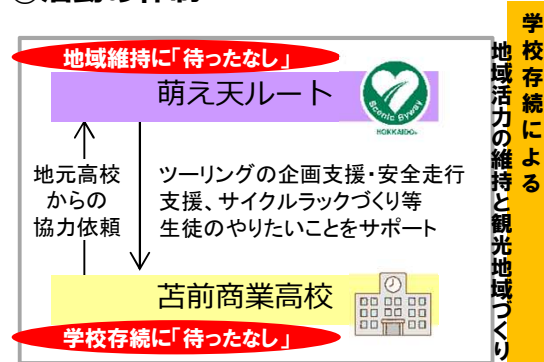 地域維持に「待ったなし」
萌え天ルート
Scenic Byway
HOKKAIDO
地元高校
からの
協力依頼
ツーリングの企画支援・安全走行
支援、サイクルラックづくり等
生徒のやりたいことをサポート
苫前商業高校
学校存続に「待ったなし」
学校存続による
地域活力の維持と観光地域づくり